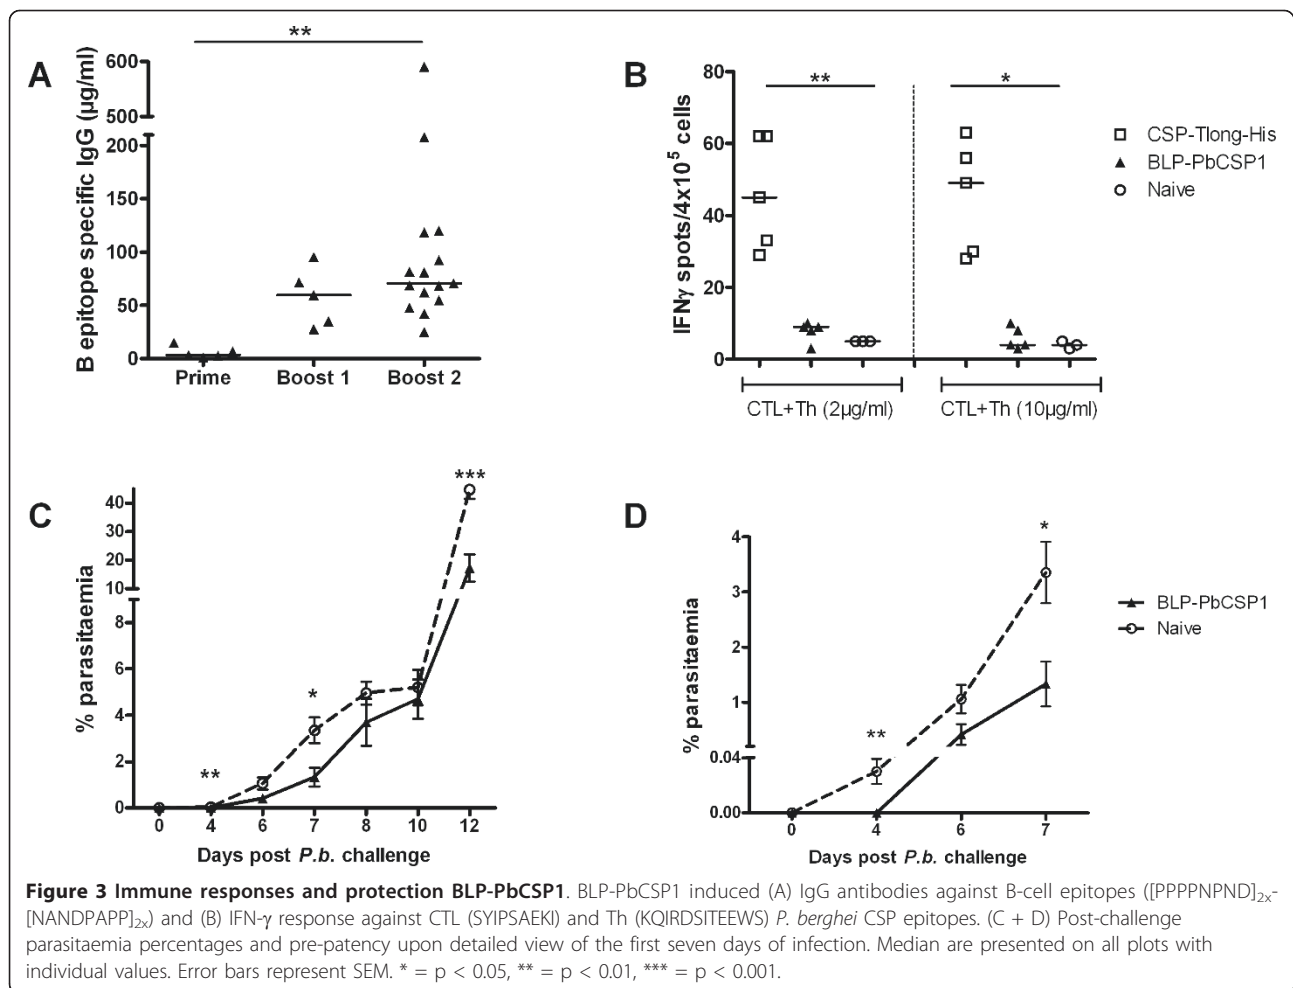 A
B epitope specific IgG (µg/ml)
**
600
500
200
150
100
50
0
Prime Boost 1 Boost 2
B
IFNγ spots/4x10⁵ cells
80
60
40
20
0
**
*
CTL+Th (2µg/ml) CTL+Th (10µg/ml)
CSP-Tlong-His
BLP-PbCSP1
Naive
C
% parasitaemia
40
30
20
10
8
6
4
2
0
**
*
***
0 4 6 7 8 10 12
Days post P.b. challenge
D
% parasitaemia
4
3
2
1
0.04
0.00
**
*
0 4 6 7
Days post P.b. challenge
BLP-PbCSP1
Naive
Figure 3 Immune responses and protection BLP-PbCSP1. BLP-PbCSP1 induced (A) IgG antibodies against B-cell epitopes ([PPPPNPND]2x-
[NANDPAPP]2x) and (B) IFN-γ response against CTL (SYIPSAEKI) and Th (KQIRDSITEEWS) P. berghei CSP epitopes. (C + D) Post-challenge
parasitaemia percentages and pre-patency upon detailed view of the first seven days of infection. Median are presented on all plots with
individual values. Error bars represent SEM. * = p < 0.05, ** = p < 0.01, *** = p < 0.001.